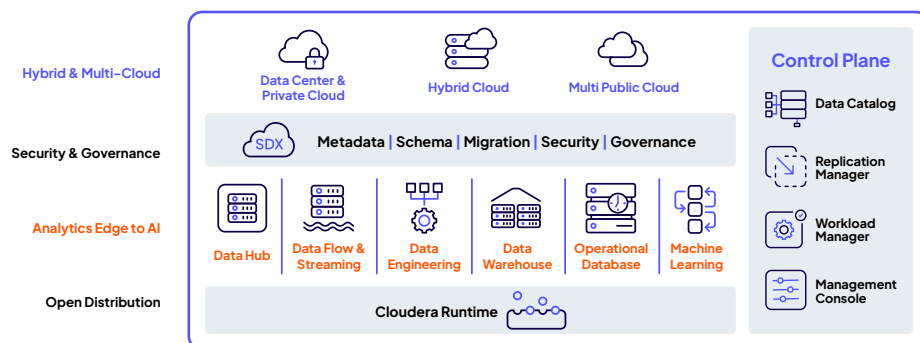 Hybrid & Multi-Cloud
Data Center &
Private Cloud
Hybrid Cloud
Multi Public Cloud
Security & Governance
SDX
Metadata | Schema | Migration | Security | Governance
Analytics Edge to AI
Data Hub
Data Flow &
Streaming
Data
Engineering
Data
Warehouse
Operational
Database
Machine
Learning
Open Distribution
Cloudera Runtime
Control Plane
Data Catalog
Replication
Manager
Workload
Manager
Management
Console